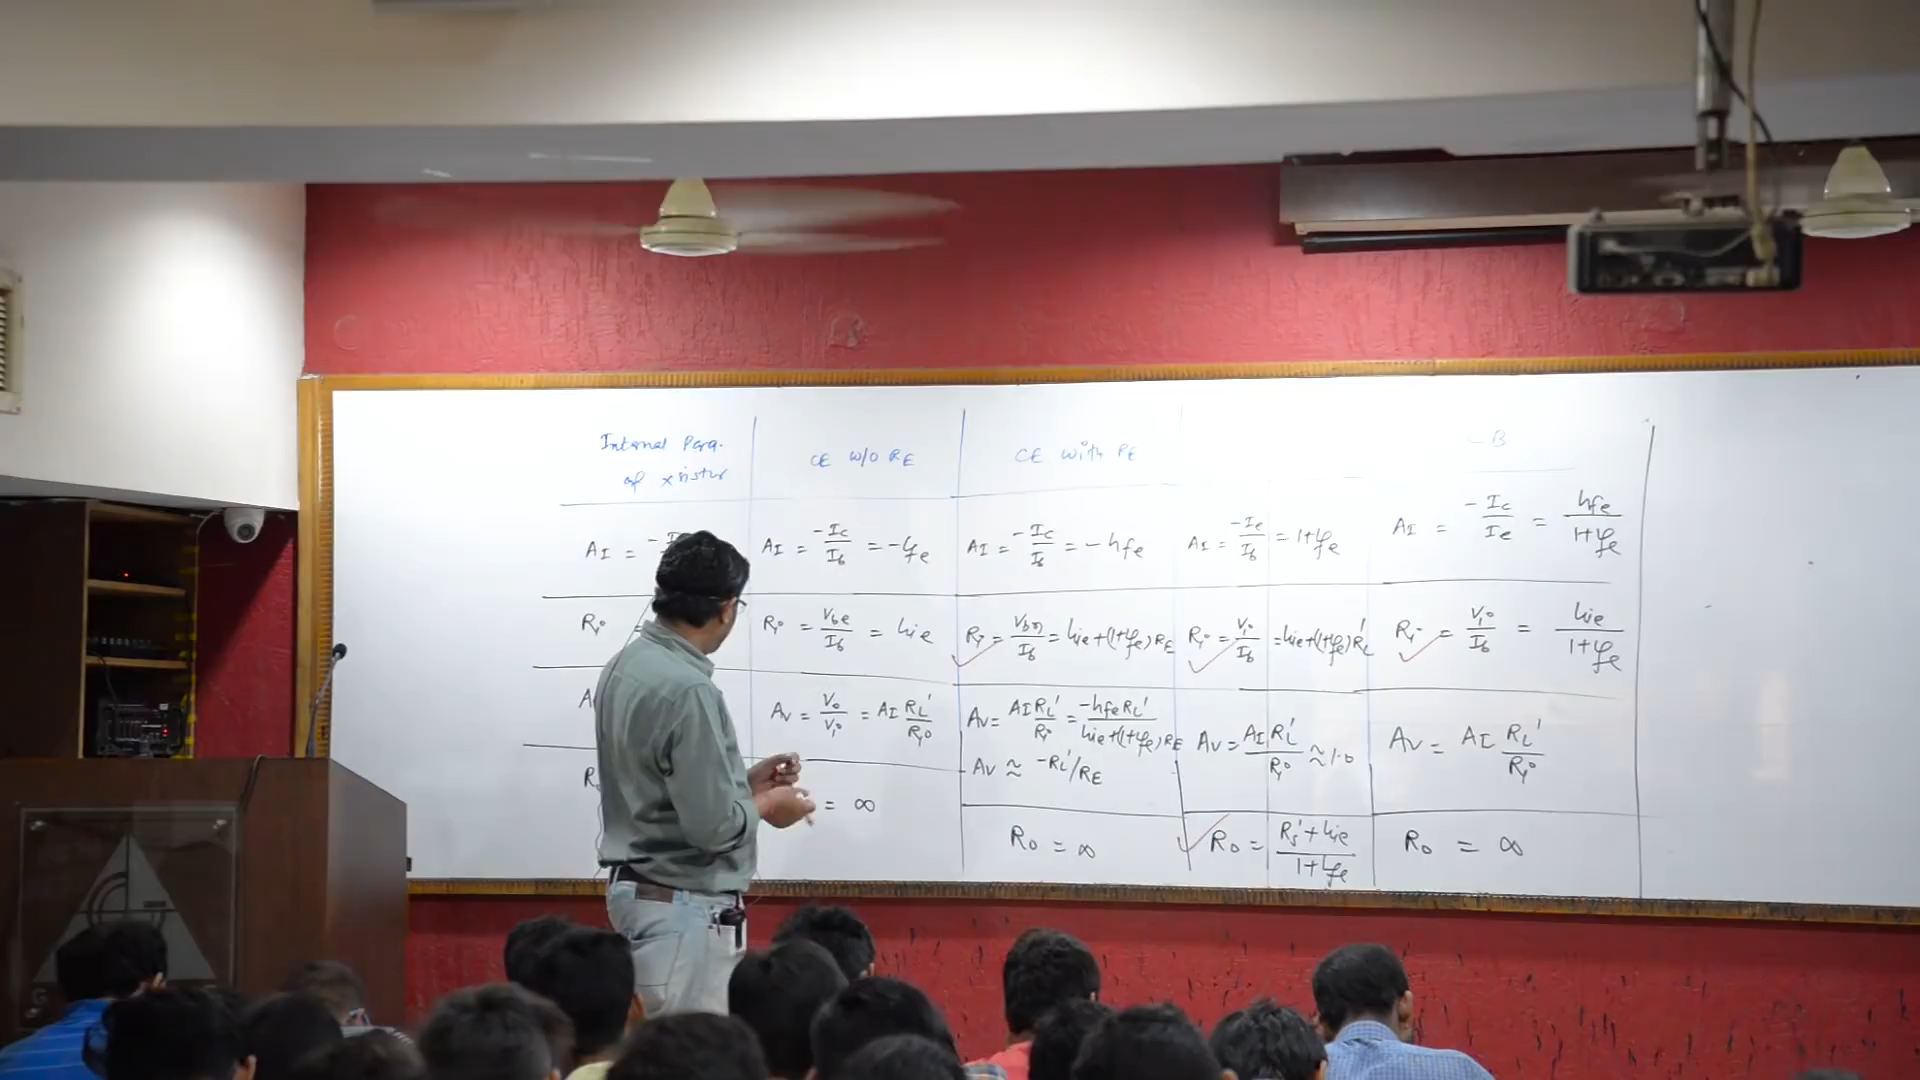 Internal Para.
of xistor
CE W/O RE
CE with RE
- B
AI =
AI = -Ic/Ib = -hfe
AI = -Ic/Ib = -hfe
AI = -Ie/Ib = 1+hfe
AI = -Ic/Ie = hfe/1+hfe
Ri =
Ri = Vbe/Ib = hie
Ri = Vbn/Ib = hie+(1+hfe)RE
Ri = Vi/Ib = hie+(1+hfe)RL'
Ri = Vi/Ib = hie/1+hfe
AV = Vo/Vi = AI RL'/Ri
AV = AI RL'/Ri = -hfe RL'/hie+(1+hfe)RE
AV ≈ -RL'/RE
AV = AI RL'/Ri ≈ 1.0
AV = AI RL'/Ri
= ∞
Ro = ∞
Ro = Rs'+hie/1+hfe
Ro = ∞